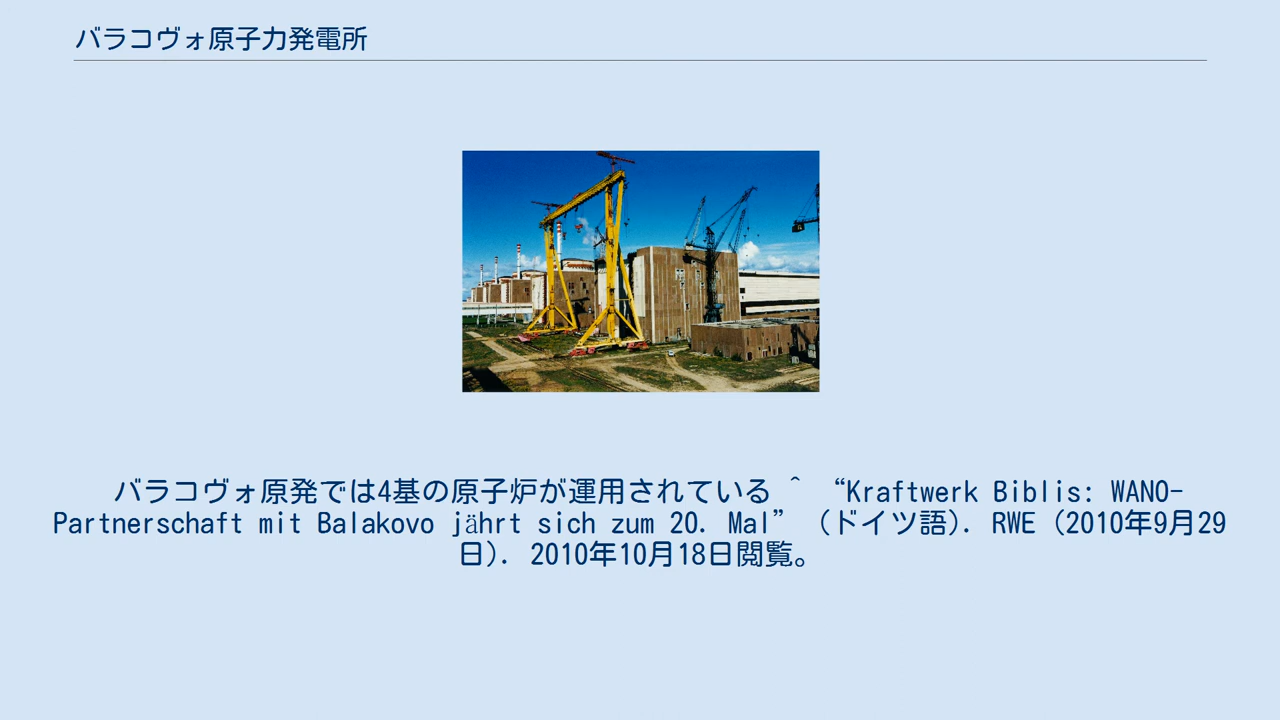 バラコヴォ原子力発電所
バラコヴォ原発では4基の原子炉が運用されている ^ “Kraftwerk Biblis: WANO-
Partnerschaft mit Balakovo jährt sich zum 20. Mal” (ドイツ語). RWE (2010年9月29
日). 2010年10月18日閲覧。